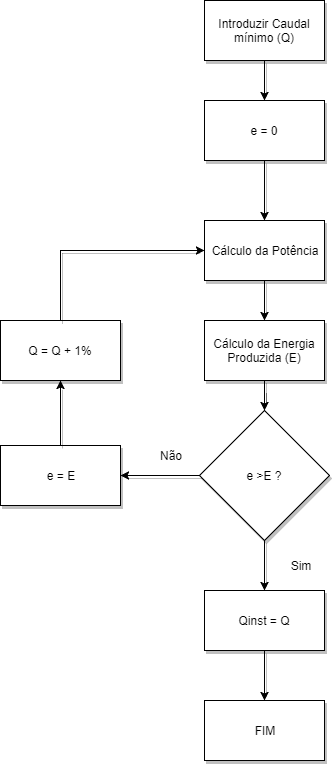 Introduzir Caudal
mínimo (Q)
e = 0
Cálculo da Potência
Cálculo da Energia
Produzida (E)
e >E ?
Não
e = E
Q = Q + 1%
Sim
Qinst = Q
FIM